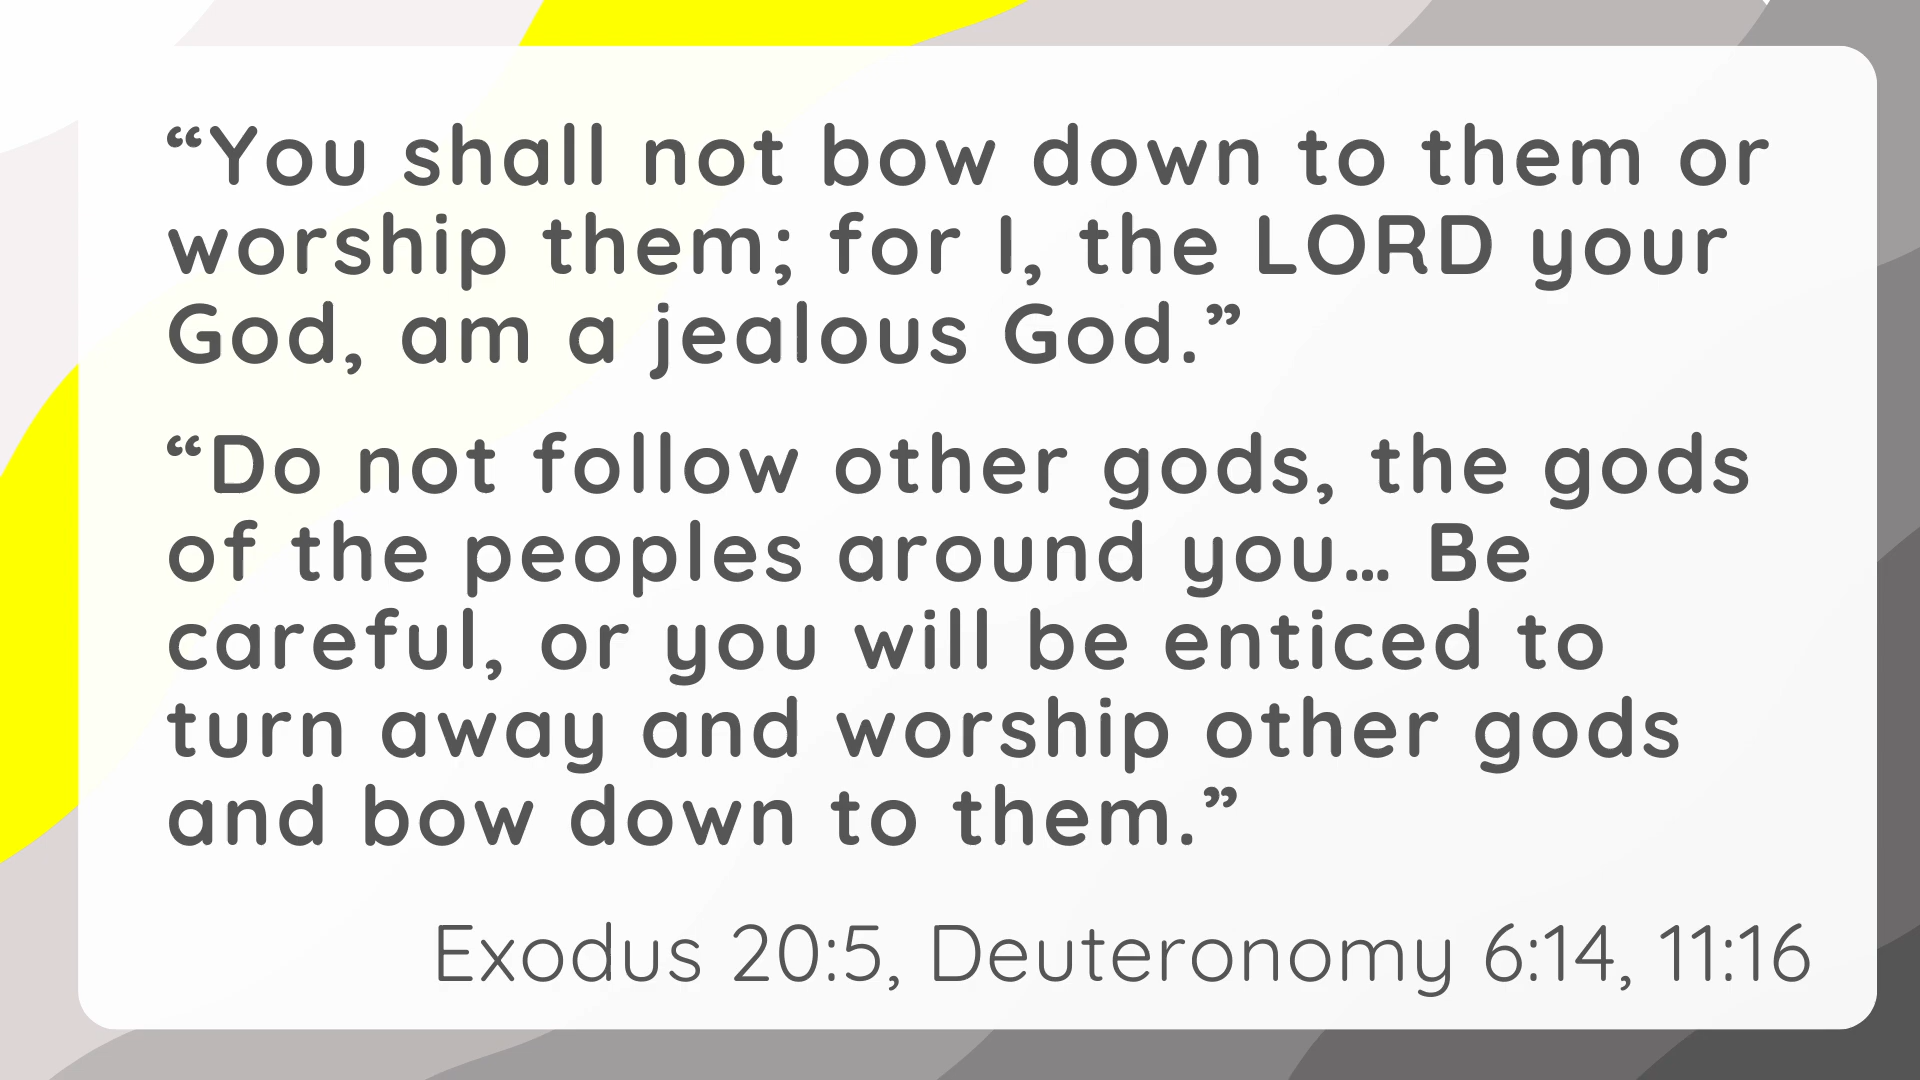 “You shall not bow down to them or
worship them; for I, the LORD your
God, am a jealous God.”
“Do not follow other gods, the gods
of the peoples around you… Be
careful, or you will be enticed to
turn away and worship other gods
and bow down to them.”
Exodus 20:5, Deuteronomy 6:14, 11:16